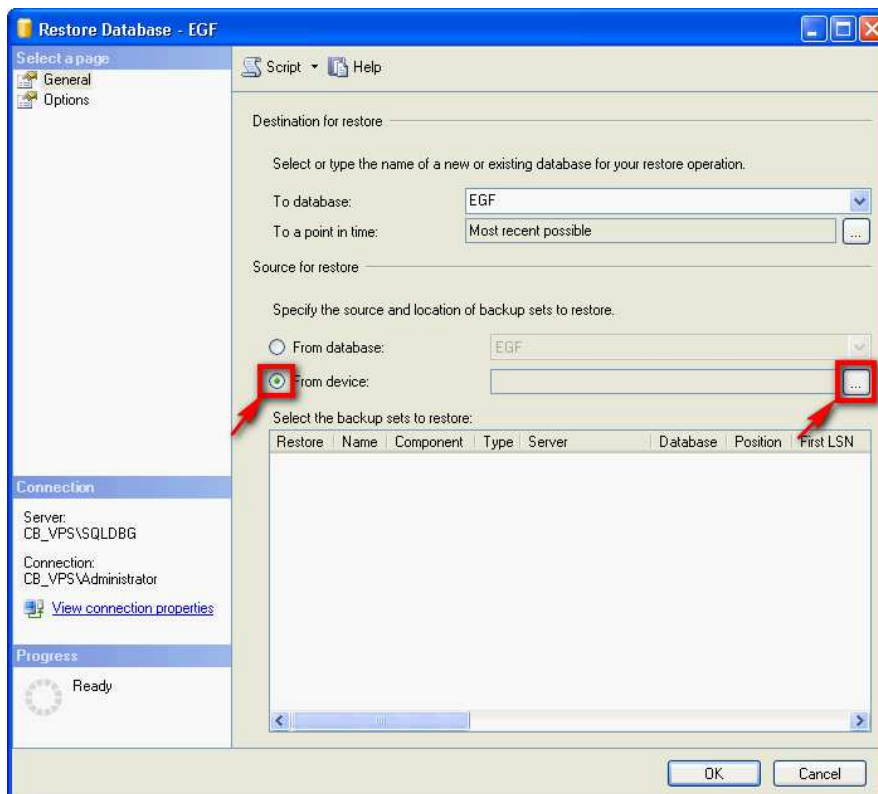 Restore Database - EGF
Select a page
General
Options
Script Help
Destination for restore
Select or type the name of a new or existing database for your restore operation.
To database: EGF
To a point in time: Most recent possible ...
Source for restore
Specify the source and location of backup sets to restore.
From database: EGF
From device: ...
Select the backup sets to restore:
Restore Name Component Type Server Database Position First LSN
Connection
Server:
CB_VPS\SQLDBG
Connection:
CB_VPS\Administrator
View connection properties
Progress
Ready
OK Cancel